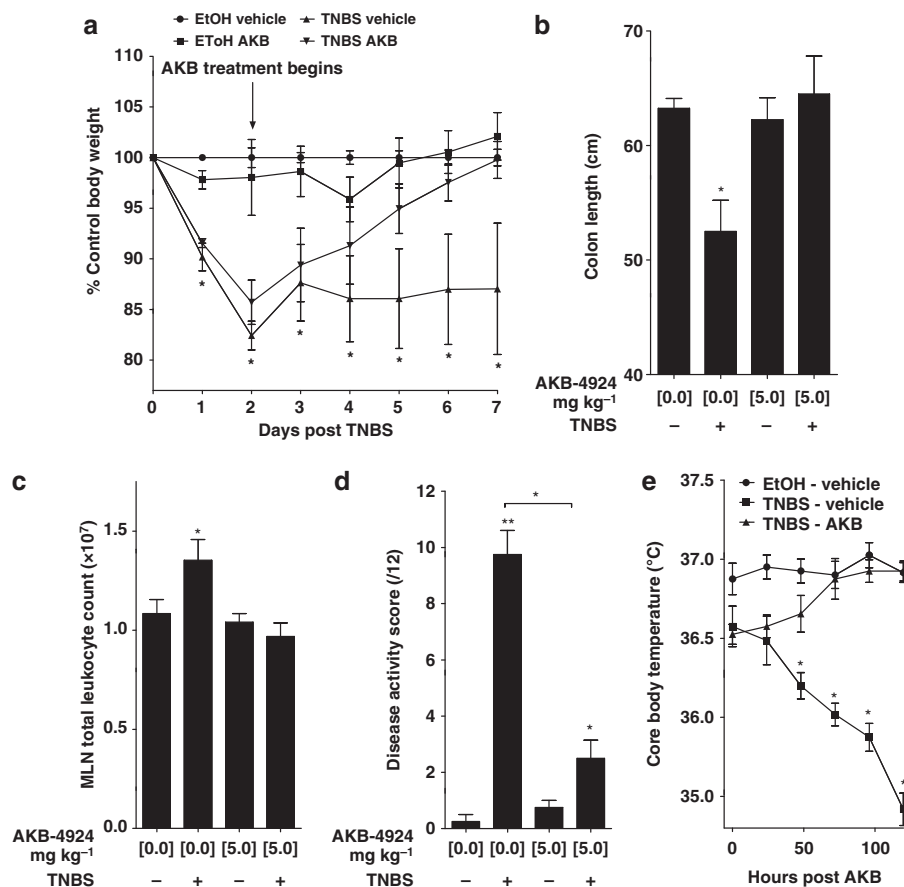 a
EtOH vehicle
TNBS vehicle
EToH AKB
TNBS AKB
AKB treatment begins
% Control body weight
110
105
100
95
90
85
80
* * * * * * *
0 1 2 3 4 5 6 7
Days post TNBS
b
Colon length (cm)
70
60
50
40
*
AKB-4924
mg kg⁻¹
[0.0] [0.0] [5.0] [5.0]
TNBS – + – +
c
MLN total leukocyte count (×10⁷)
1.5
1.0
0.5
0.0
*
AKB-4924
mg kg⁻¹
[0.0] [0.0] [5.0] [5.0]
TNBS – + – +
d
Disease activity score (/12)
12
10
8
6
4
2
0
*
**
*
AKB-4924
mg kg⁻¹
[0.0] [0.0] [5.0] [5.0]
TNBS – + – +
e
EtOH - vehicle
TNBS - vehicle
TNBS - AKB
Core body temperature (°C)
37.5
37.0
36.5
36.0
35.0
* * * *
0 50 100
Hours post AKB